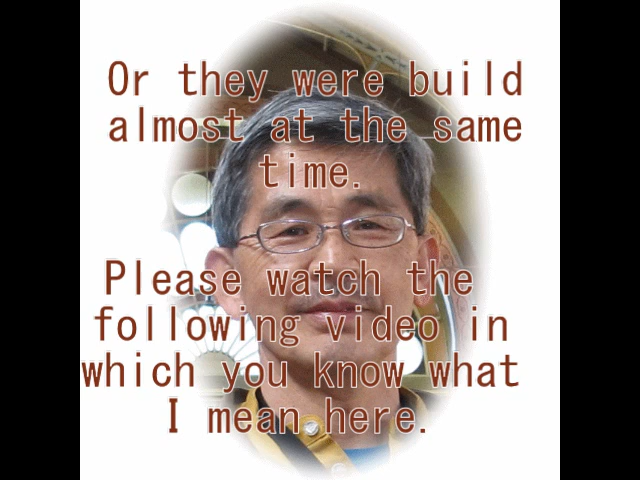 Or they were build
almost at the same
time.
Please watch the
following video in
which you know what
I mean here.